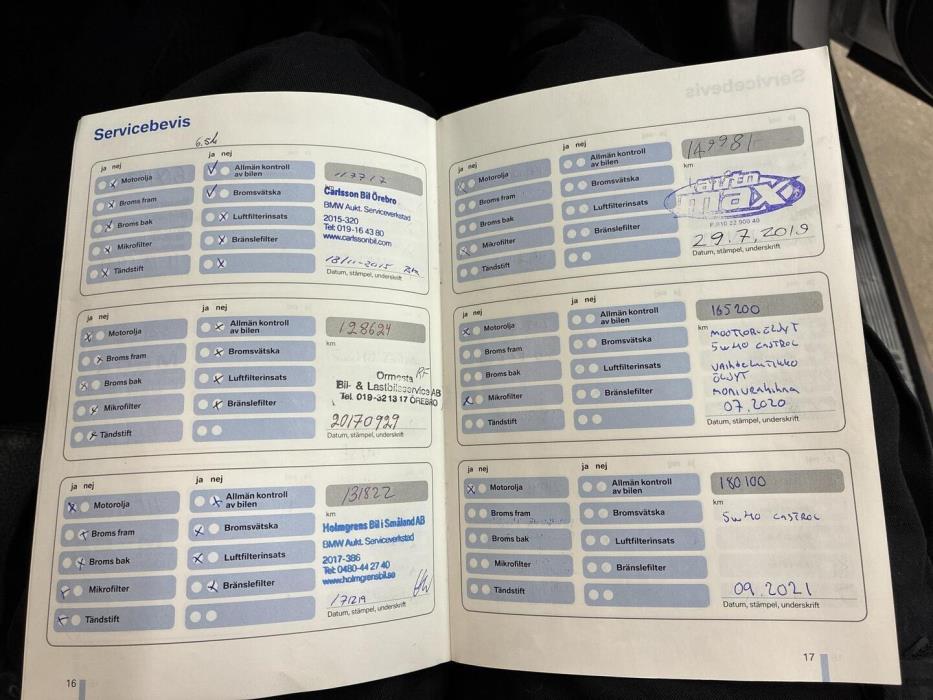 Servicebevis
ja nej
Motorolja
Broms fram
Broms bak
Mikrofilter
Tändstift
ja nej
Allmän kontroll
av bilen
Bromsvätska
Luftfilterinsats
Bränslefilter
km
Carlsson Bil Örebro
BMW Aukt. Serviceverkstad
2015-320
Tel: 019-16 43 80
www.carlssonbil.com
18/11-2015
Datum, stämpel, underskrift
ja nej
Motorolja
Broms fram
Broms bak
Mikrofilter
Tändstift
ja nej
Allmän kontroll
av bilen
Bromsvätska
Luftfilterinsats
Bränslefilter
128624
km
Ormesta
Bil- & Lastbilsservice AB
Tel. 019-32 13 17 ÖREBRO
20170929
Datum, stämpel, underskrift
ja nej
Motorolja
Broms fram
Broms bak
Mikrofilter
Tändstift
ja nej
Allmän kontroll
av bilen
Bromsvätska
Luftfilterinsats
Bränslefilter
131822
km
Holmgrens Bil i Småland AB
BMW Aukt. Serviceverkstad
2017-386
Tel: 0480-44 27 40
www.holmgrensbil.se
171219
Datum, stämpel, underskrift
16
ja nej
Motorolja
Broms fram
Broms bak
Mikrofilter
Tändstift
ja nej
Allmän kontroll
av bilen
Bromsvätska
Luftfilterinsats
Bränslefilter
149981
km
max
29.7.2019
Datum, stämpel, underskrift
ja nej
Motorolja
Broms fram
Broms bak
Mikrofilter
Tändstift
ja nej
Allmän kontroll
av bilen
Bromsvätska
Luftfilterinsats
Bränslefilter
165200
km
MOOTTORIÖLJYT
5W40 CASTROL
VAIHDELAATIKKO
ÖLJYT
MONIURAHIHNA
07.2020
Datum, stämpel, underskrift
ja nej
Motorolja
Broms fram
Broms bak
Mikrofilter
Tändstift
ja nej
Allmän kontroll
av bilen
Bromsvätska
Luftfilterinsats
Bränslefilter
180100
km
5W40 CASTROL
09.2021
Datum, stämpel, underskrift
17